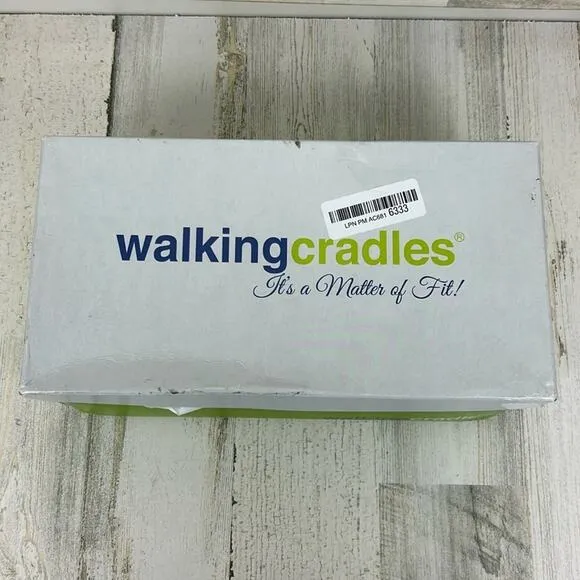 LPN PM AC681 6333
walkingcradles®
It's a Matter of Fit!